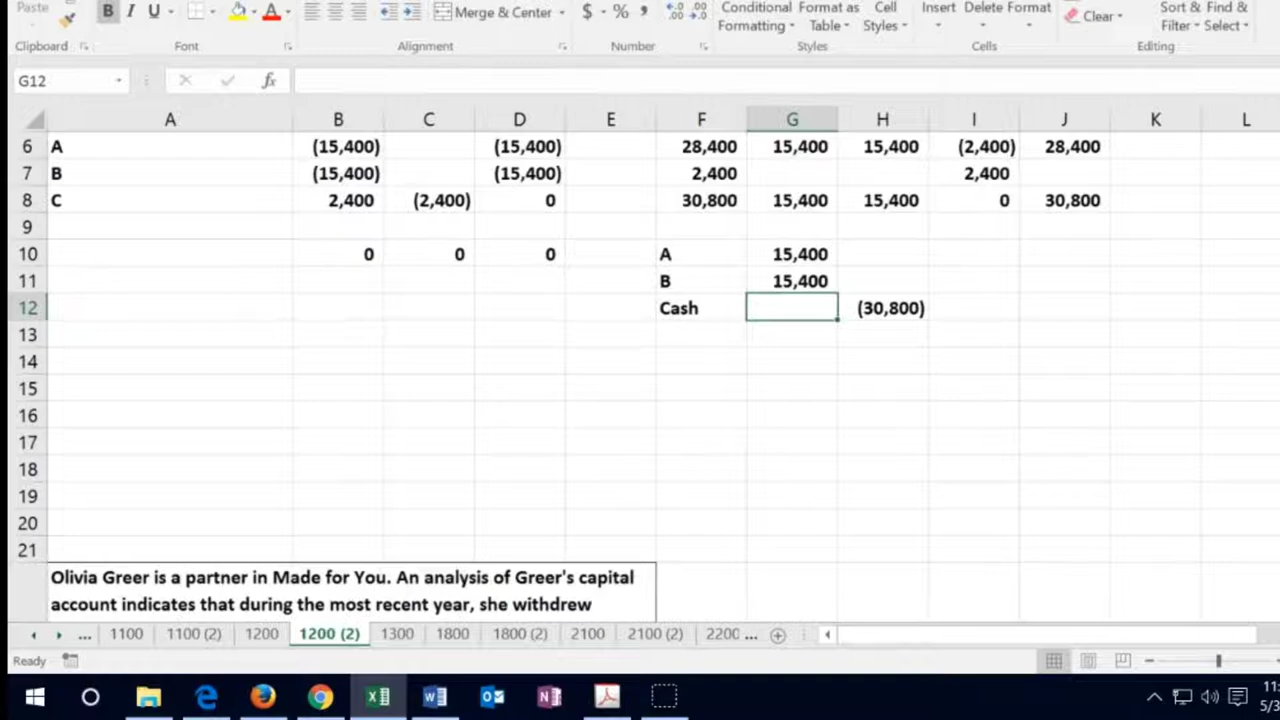 Paste
B I U
A
Merge & Center
$ % ,
Conditional Format as Cell
Formatting Table Styles
Insert Delete Format
Clear
Sort & Find &
Filter Select
Clipboard Font Alignment Number Styles Cells Editing
G12 fx
A B C D E F G H I J K L
6 A (15,400) (15,400) 28,400 15,400 15,400 (2,400) 28,400
7 B (15,400) (15,400) 2,400 2,400
8 C 2,400 (2,400) 0 30,800 15,400 15,400 0 30,800
9
10 0 0 0 A 15,400
11 B 15,400
12 Cash (30,800)
13
14
15
16
17
18
19
20
21
Olivia Greer is a partner in Made for You. An analysis of Greer's capital
account indicates that during the most recent year, she withdrew
... 1100 1100 (2) 1200 1200 (2) 1300 1800 1800 (2) 2100 2100 (2) 2200 ...
Ready
11:
5/3